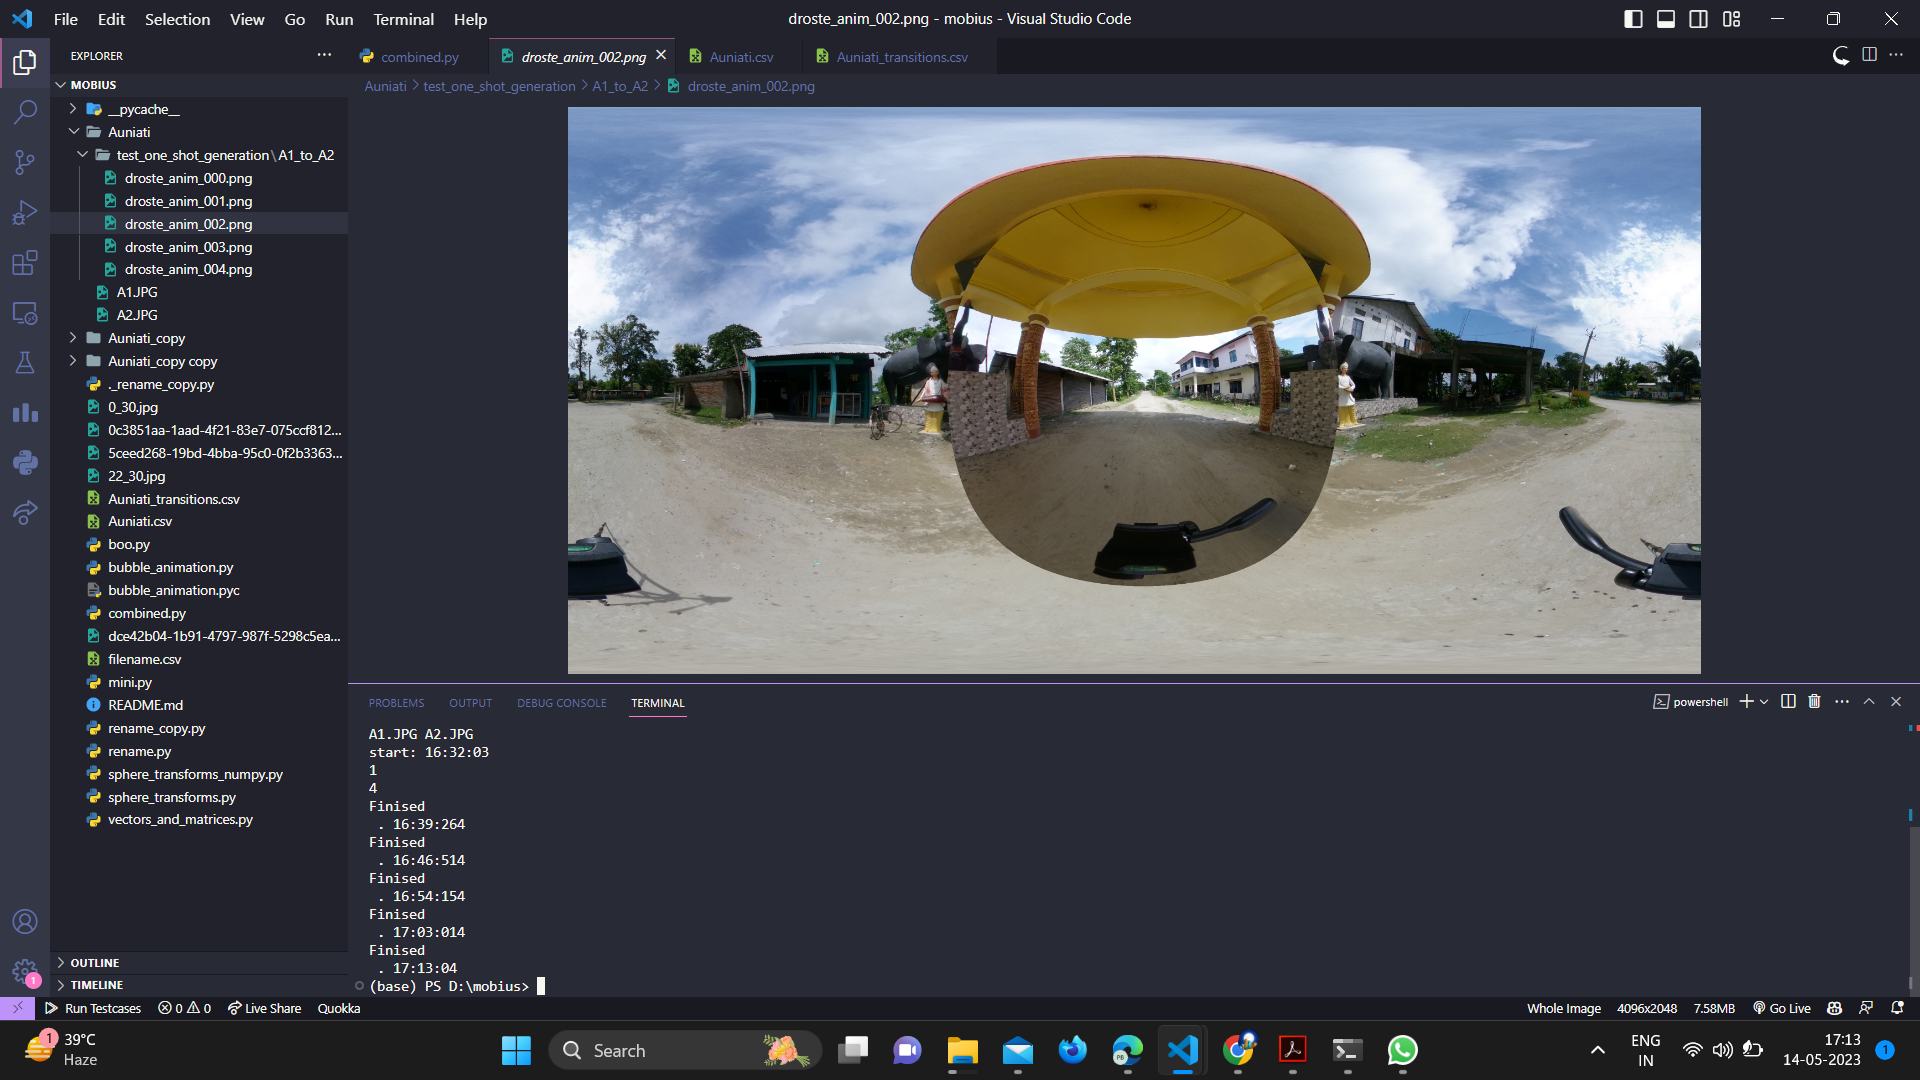 File Edit Selection View Go Run Terminal Help
droste_anim_002.png - mobius - Visual Studio Code
EXPLORER
MOBIUS
__pycache__
Auniati
test_one_shot_generation\A1_to_A2
droste_anim_000.png
droste_anim_001.png
droste_anim_002.png
droste_anim_003.png
droste_anim_004.png
A1.JPG
A2.JPG
Auniati_copy
Auniati_copy copy
._rename_copy.py
0_30.jpg
0c3851aa-1aad-4f21-83e7-075ccf812...
5ceed268-19bd-4bba-95c0-0f2b3363...
22_30.jpg
Auniati_transitions.csv
Auniati.csv
boo.py
bubble_animation.py
bubble_animation.pyc
combined.py
dce42b04-1b91-4797-987f-5298c5ea...
filename.csv
mini.py
README.md
rename_copy.py
rename.py
sphere_transforms_numpy.py
sphere_transforms.py
vectors_and_matrices.py
OUTLINE
TIMELINE
combined.py droste_anim_002.png Auniati.csv Auniati_transitions.csv
Auniati > test_one_shot_generation > A1_to_A2 > droste_anim_002.png
PROBLEMS OUTPUT DEBUG CONSOLE TERMINAL
powershell
A1.JPG A2.JPG
start: 16:32:03
1
4
Finised
. 16:39:264
Finised
. 16:46:514
Finised
. 16:54:154
Finised
. 17:03:014
Finised
. 17:13:04
(base) PS D:\mobius>
1
Run Testcases 0 0 Live Share Quokka
Whole Image 4096x2048 7.58MB Go Live
1
39°C
Haze
Search
PB
ENG
IN
17:13
14-05-2023
1